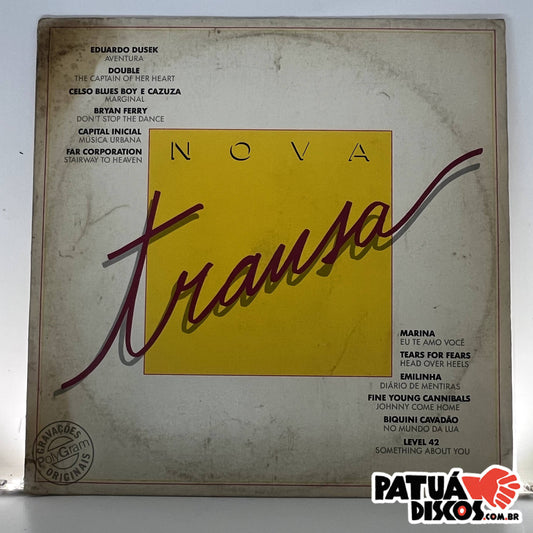 EDUARDO DUSEK
AVENTURA
DOUBLE
THE CAPTAIN OF HER HEART
CELSO BLUES BOY E CAZUZA
MARGINAL
BRYAN FERRY
DON'T STOP THE DANCE
CAPITAL INICIAL
MÚSICA URBANA
FAR CORPORATION
STAIRWAY TO HEAVEN
NOVA
transa
MARINA
EU TE AMO VOCÊ
TEARS FOR FEARS
HEAD OVER HEELS
EMILINHA
DIÁRIO DE MENTIRAS
FINE YOUNG CANNIBALS
JOHNNY COME HOME
BIQUINI CAVADÃO
NO MUNDO DA LUA
LEVEL 42
SOMETHING ABOUT YOU
GRAVAÇÕES
PolyGram
ORIGINAIS
PATUÁ
DISCOS.COM.BR